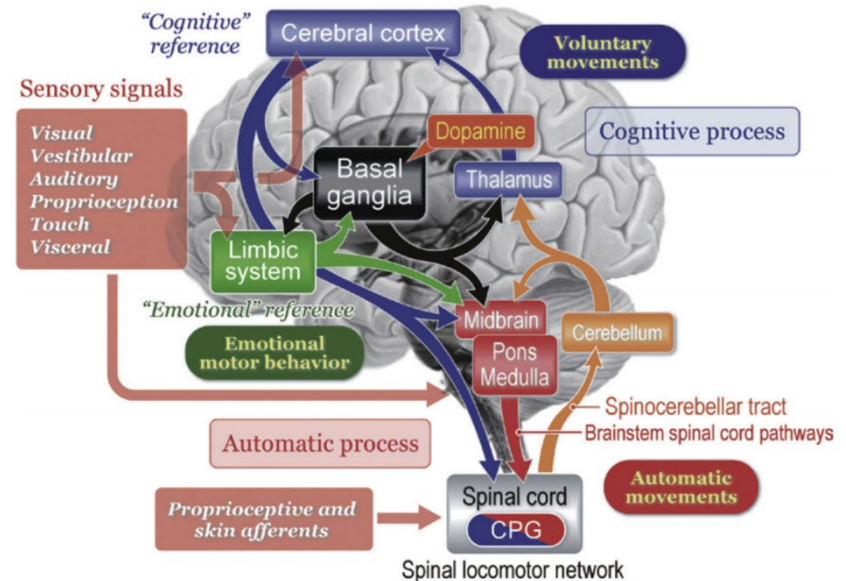 "Cognitive"
reference
Cerebral cortex
Voluntary
movements
Sensory signals
Visual
Vestibular
Auditory
Proprioception
Touch
Visceral
Dopamine
Cognitive process
Basal
ganglia
Thalamus
Limbic
system
"Emotional" reference
Midbrain
Cerebellum
Emotional
motor behavior
Pons
Medulla
Spinocerebellar tract
Brainstem spinal cord pathways
Automatic process
Automatic
movements
Proprioceptive and
skin afferents
Spinal cord
CPG
Spinal locomotor network